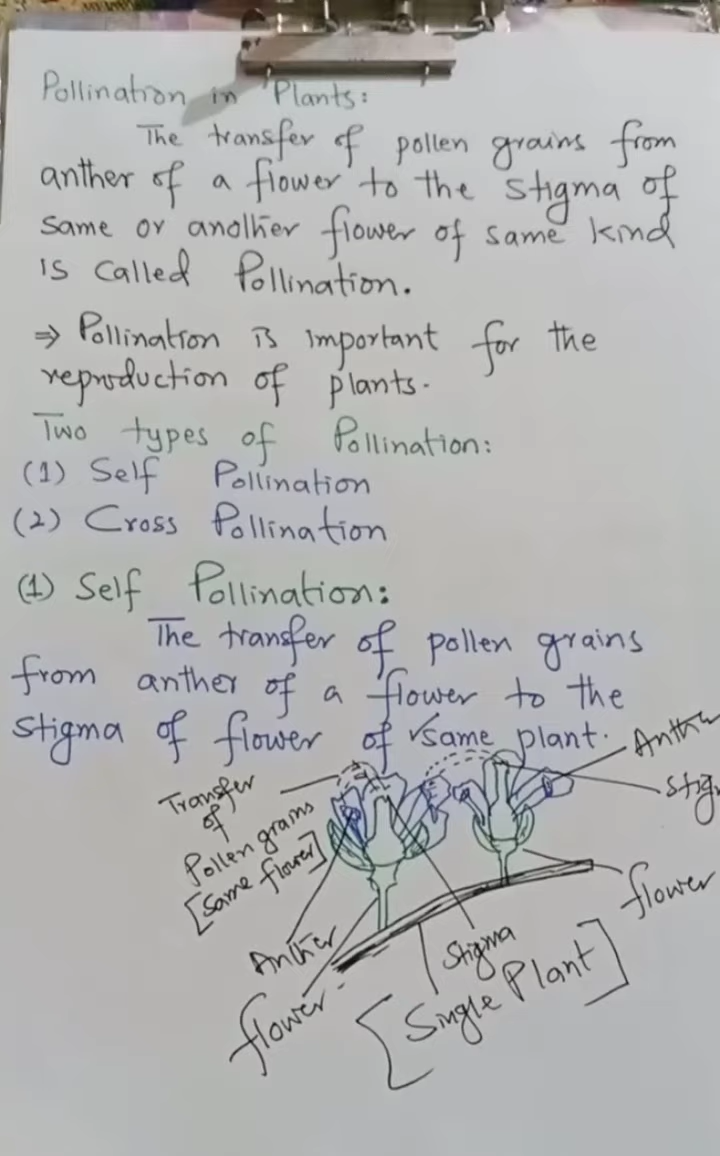 Pollination in Plants:
The transfer of pollen grains from
anther of a flower to the stigma of
same or another flower of same kind
is called Pollination.
⇒ Pollination is important for the
reproduction of plants.
Two types of Pollination:
(1) Self Pollination
(2) Cross Pollination
(1) Self Pollination:
The transfer of pollen grains
from anther of a flower to the
stigma of flower of same plant.
Transfer
of
Pollen grains
[Same flower]
Anther
flower
Stigma
[Single Plant]
Anthe
Stig
flower